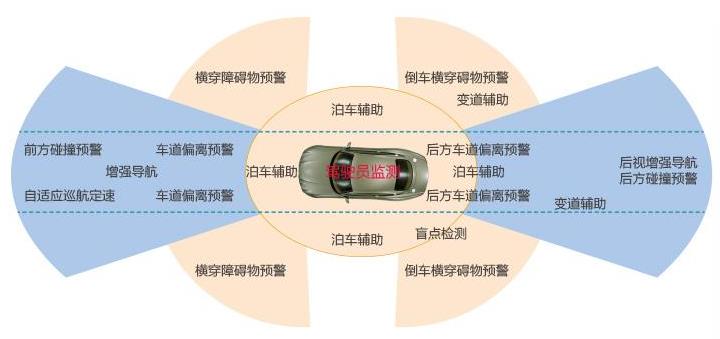 横穿障碍物预警
倒车横穿碍物预警
变道辅助
泊车辅助
前方碰撞预警
车道偏离预警
后方车道偏离预警
增强导航
泊车辅助
驾驶员监测
泊车辅助
后视增强导航
后方碰撞预警
自适应巡航定速
车道偏离预警
后方车道偏离预警
变道辅助
泊车辅助
盲点检测
横穿障碍物预警
倒车横穿碍物预警